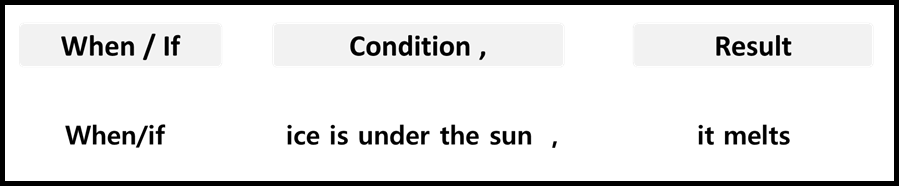 When / If Condition , Result
When/if ice is under the sun , it melts